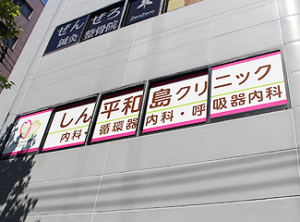 ぜん ぜろ
鍼灸 整骨院
ZenZero
しん平和島クリニック
内科・循環器内科・呼吸器内科